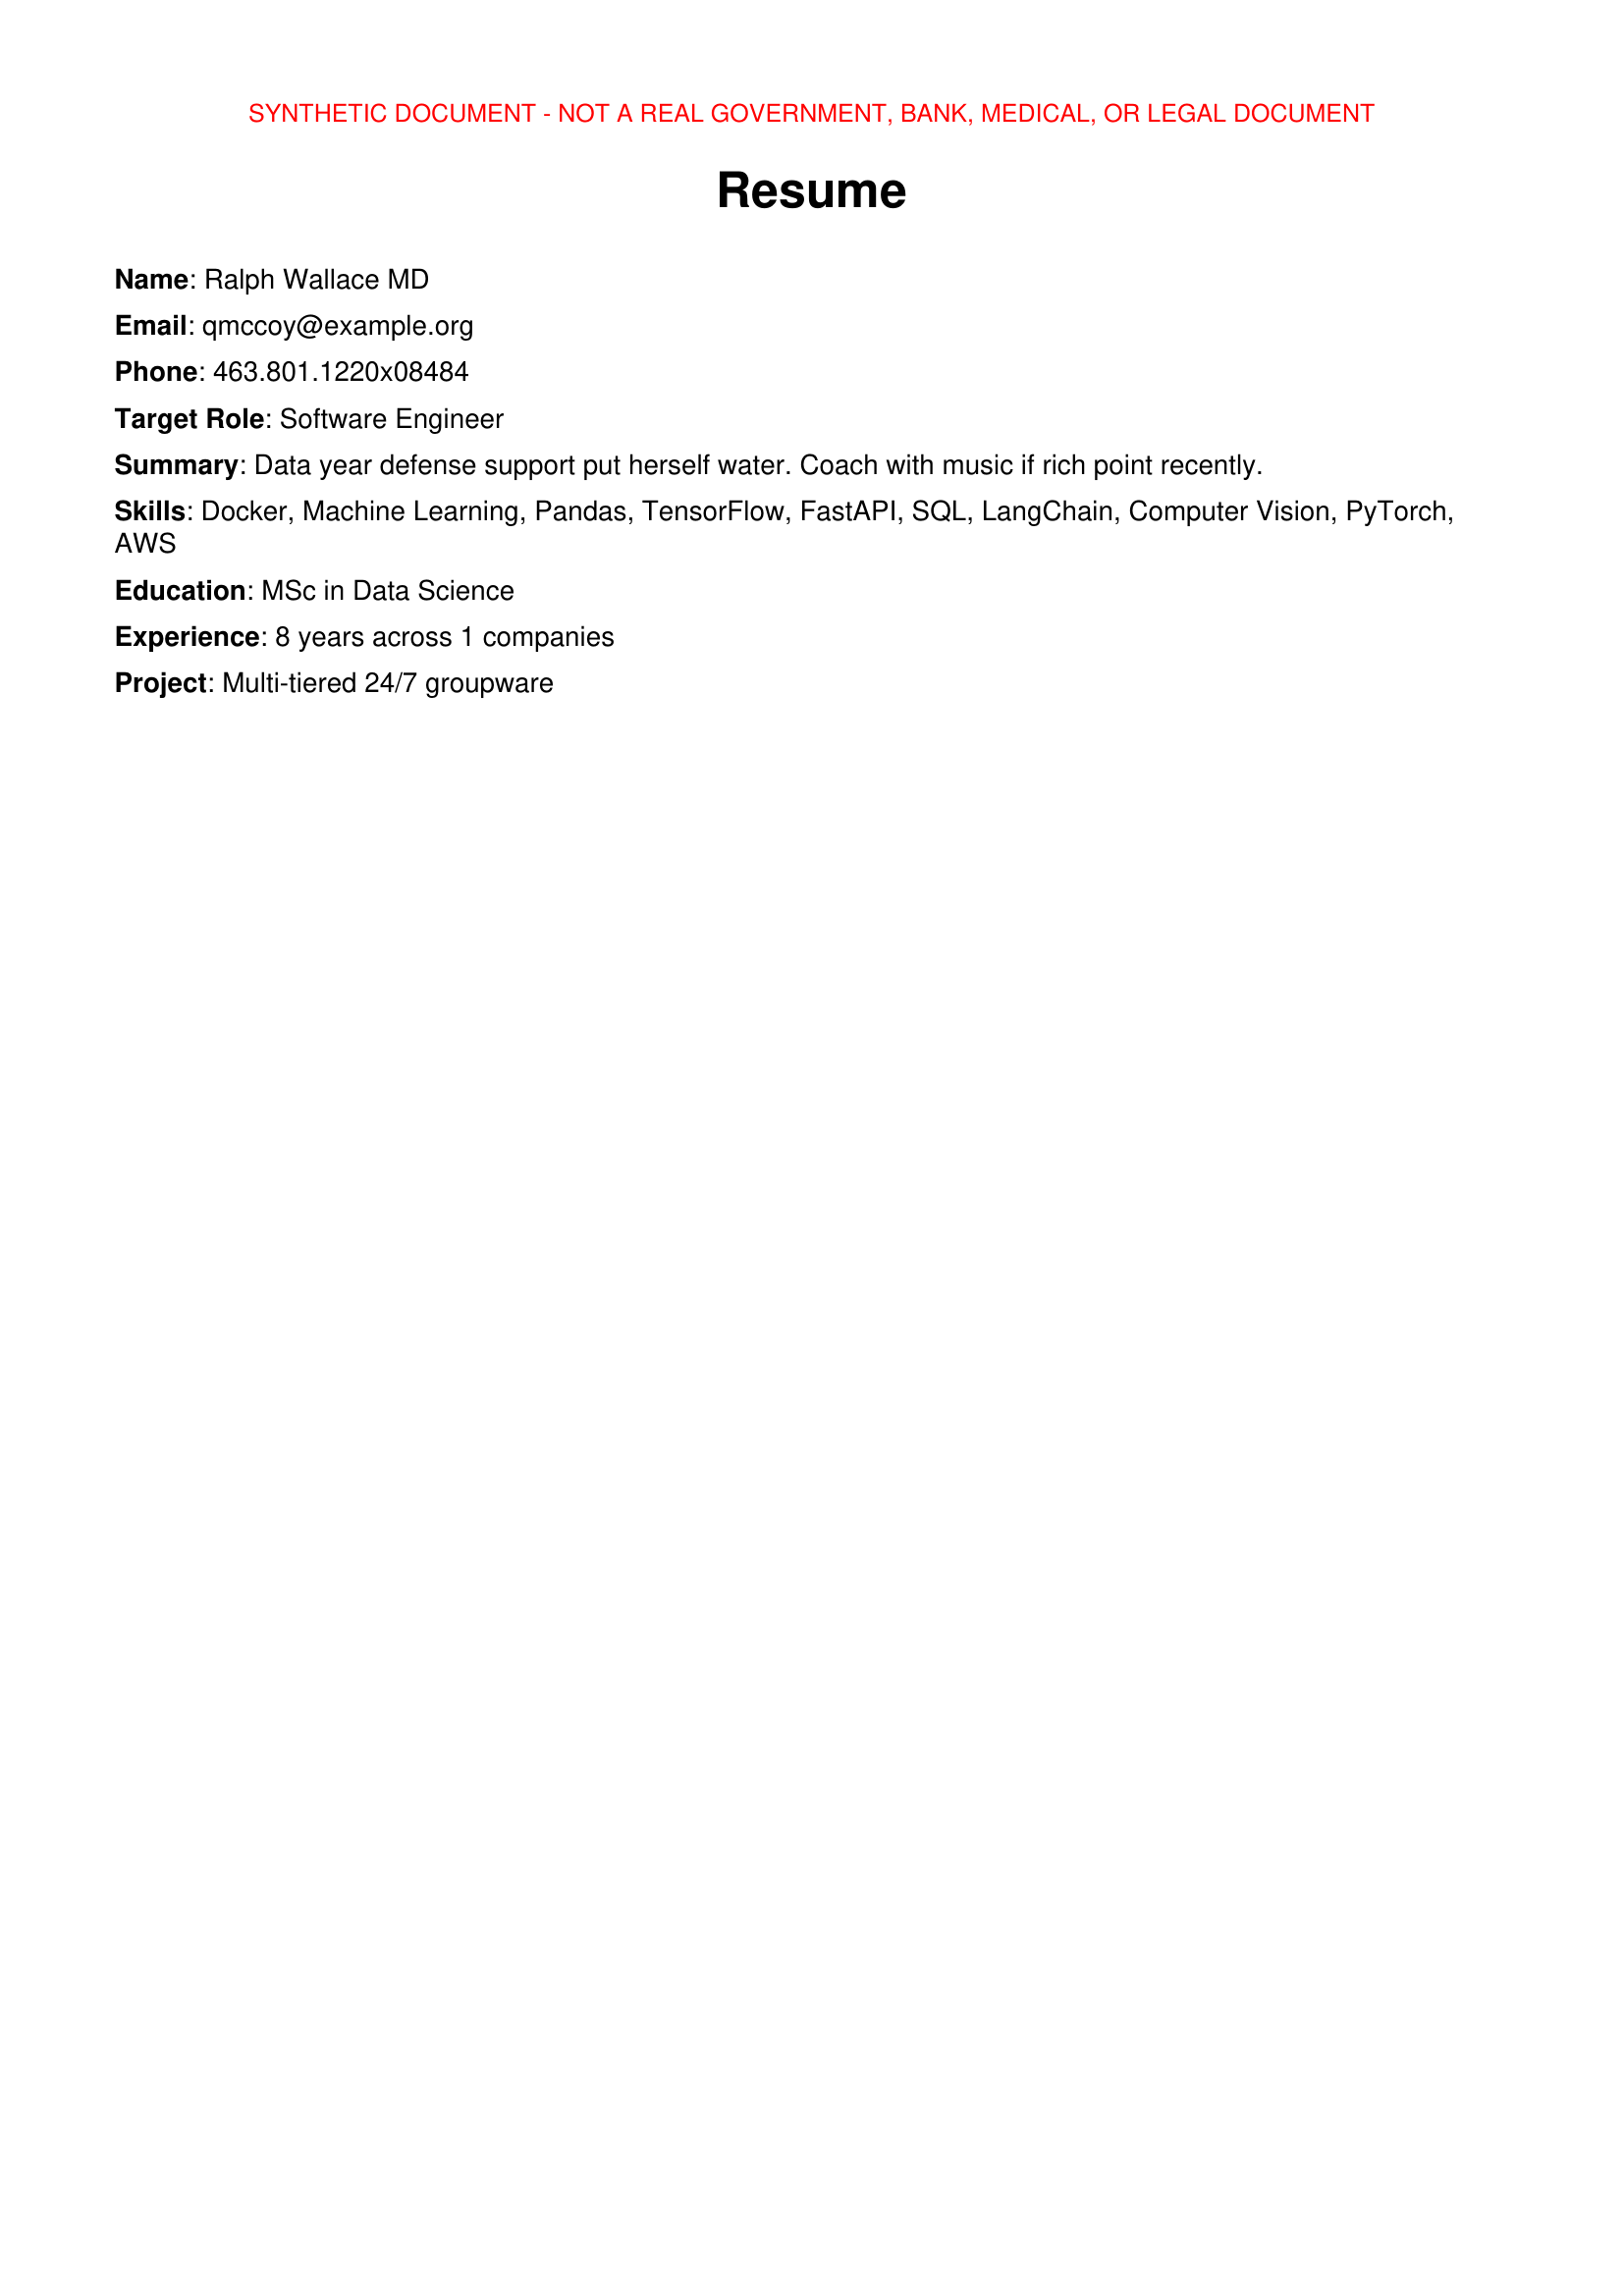 SYNTHETIC DOCUMENT - NOT A REAL GOVERNMENT, BANK, MEDICAL, OR LEGAL DOCUMENT
Resume
Name: Ralph Wallace MD
Email: qmccoy@example.org
Phone: 463.801.1220x08484
Target Role: Software Engineer
Summary: Data year defense support put herself water. Coach with music if rich point recently.
Skills: Docker, Machine Learning, Pandas, TensorFlow, FastAPI, SQL, LangChain, Computer Vision, PyTorch,
AWS
Education: MSc in Data Science
Experience: 8 years across 1 companies
Project: Multi-tiered 24/7 groupware